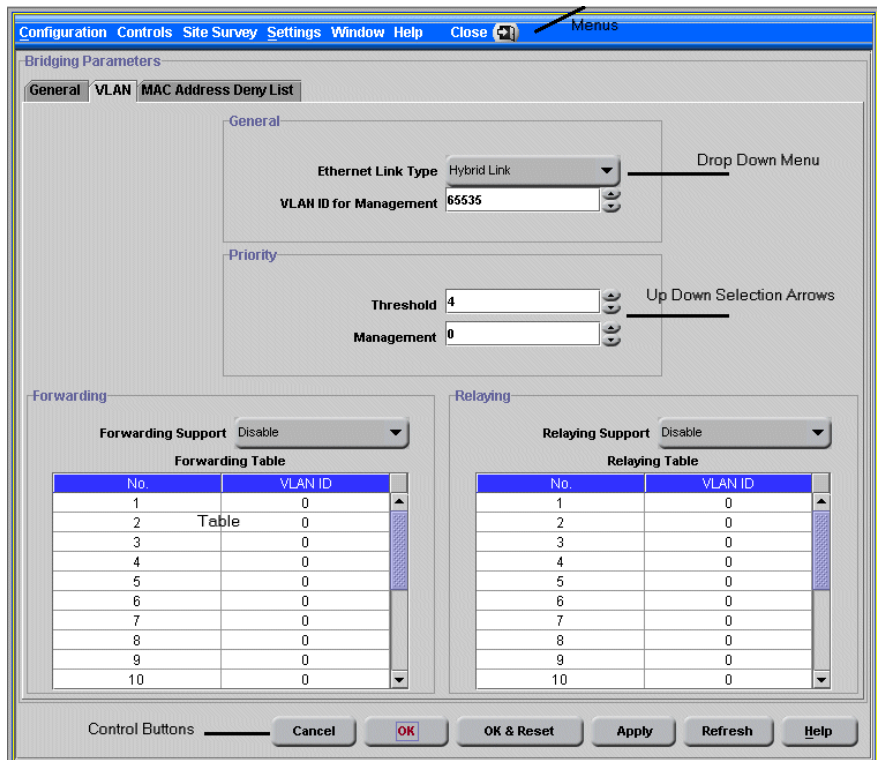 Configuration Controls Site Survey Settings Window Help Close
Menus
Bridging Parameters
General VLAN MAC Address Deny List
General
Ethernet Link Type Hybrid Link
Drop Down Menu
VLAN ID for Management 65535
Priority
Threshold 4
Up Down Selection Arrows
Management 0
Forwarding
Forwarding Support Disable
Forwarding Table
No. VLAN ID
1 0
2 0
Table
3 0
4 0
5 0
6 0
7 0
8 0
9 0
10 0
Relaying
Relaying Support Disable
Relaying Table
No. VLAN ID
1 0
2 0
3 0
4 0
5 0
6 0
7 0
8 0
9 0
10 0
Control Buttons
Cancel OK OK & Reset Apply Refresh Help